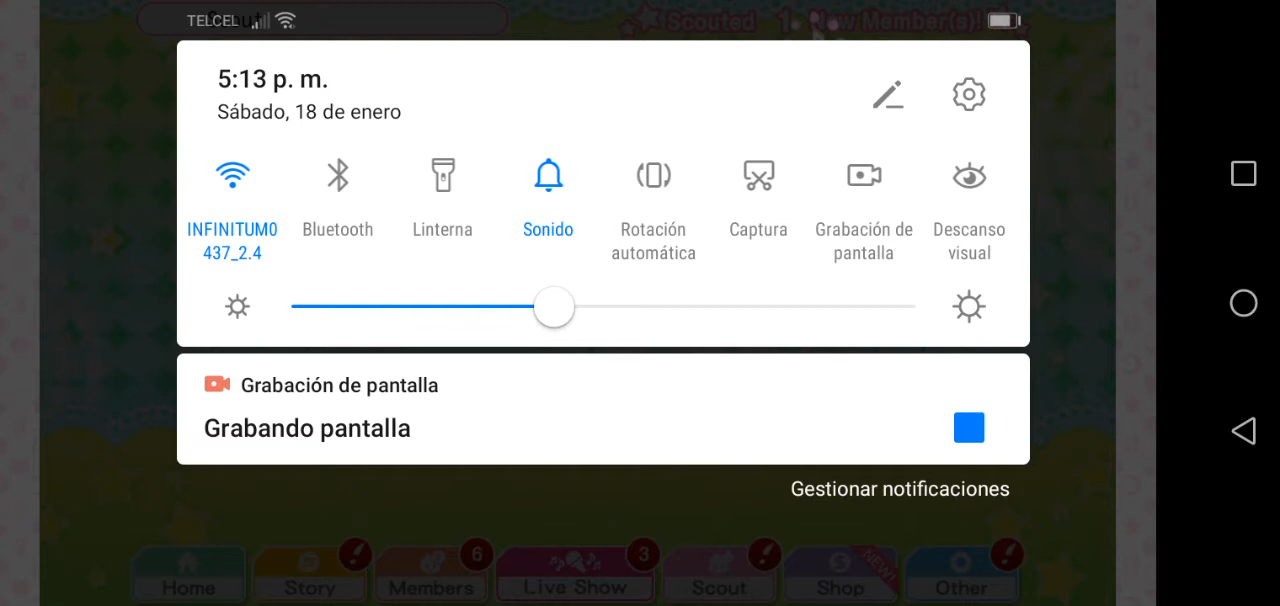 TELCEL
Scout
Scouted 1 New Member(s)!
5:13 p. m.
Sábado, 18 de enero
INFINITUM0
437_2.4
Bluetooth
Linterna
Sonido
Rotación
automática
Captura
Grabación de
pantalla
Descanso
visual
Grabación de pantalla
Grabando pantalla
Gestionar notificaciones
6
3
NEW!
Home
Story
Members
Live Show
Scout
Shop
Other